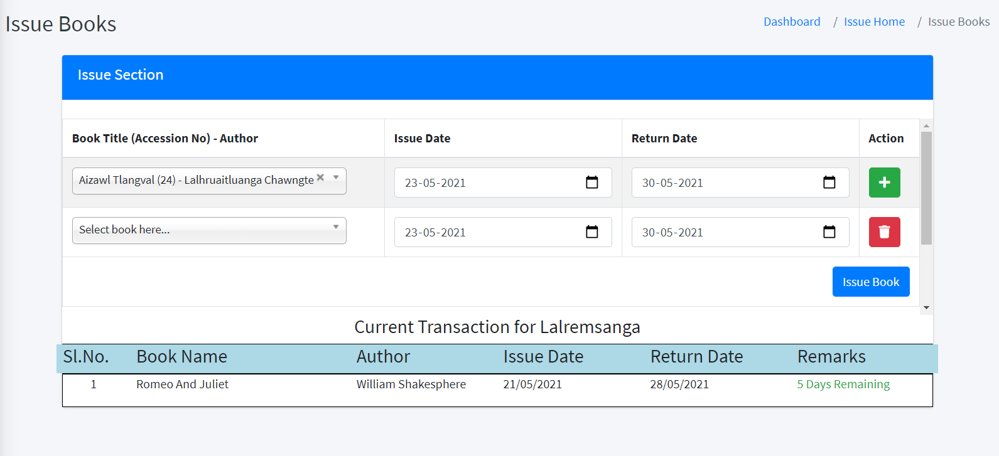 Issue Books
Dashboard / Issue Home / Issue Books
Issue Section
Book Title (Accession No) - Author Issue Date Return Date Action
Aizawl Tlangval (24) - Lalhruaitluanga Chawngte 23-05-2021 30-05-2021
Select book here... 23-05-2021 30-05-2021
Issue Book
Current Transaction for Lalremsanga
Sl.No. Book Name Author Issue Date Return Date Remarks
1 Romeo And Juliet William Shakesphere 21/05/2021 28/05/2021 5 Days Remaining